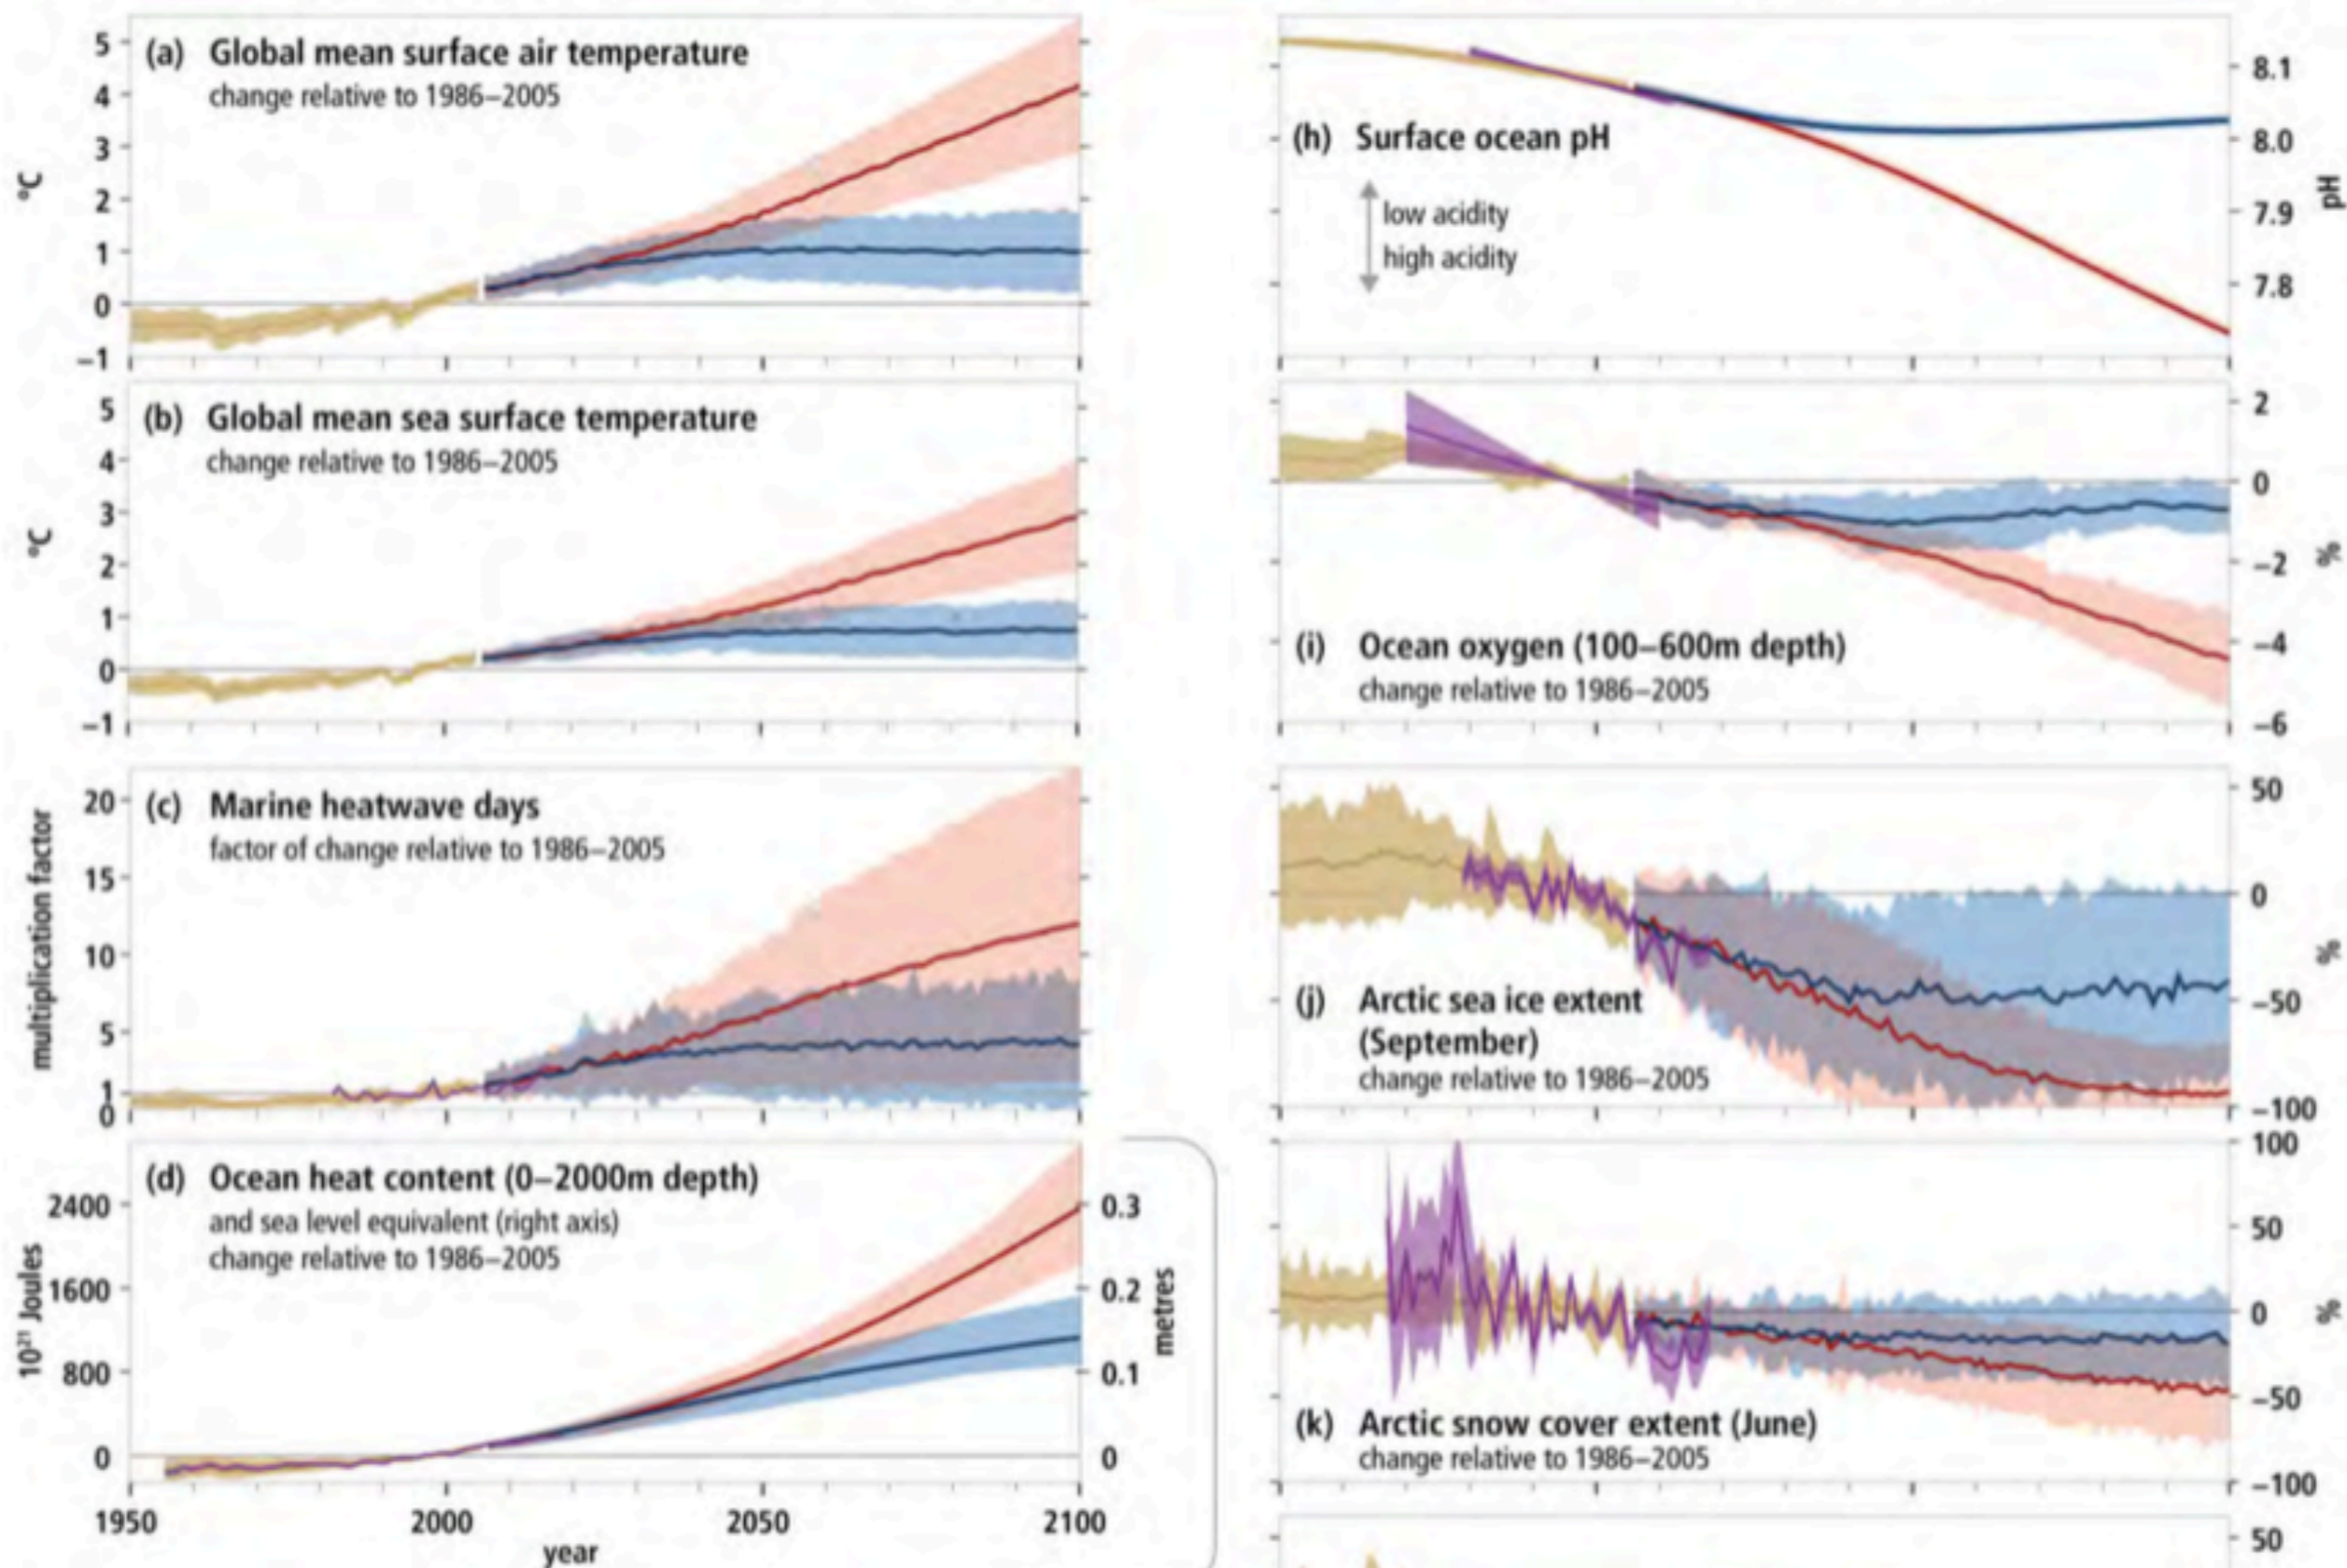 (a) Global mean surface air temperature
change relative to 1986–2005
5
4
3
2
1
0
–1
°C
(b) Global mean sea surface temperature
change relative to 1986–2005
5
4
3
2
1
0
–1
°C
(c) Marine heatwave days
factor of change relative to 1986–2005
20
15
10
5
1
0
multiplication factor
(d) Ocean heat content (0–2000m depth)
and sea level equivalent (right axis)
change relative to 1986–2005
2400
1600
800
0
10²¹ Joules
0.3
0.2
0.1
0
metres
1950 2000 2050 2100
year
(h) Surface ocean pH
low acidity
high acidity
8.1
8.0
7.9
7.8
pH
(i) Ocean oxygen (100–600m depth)
change relative to 1986–2005
2
0
–2
–4
–6
%
(j) Arctic sea ice extent
(September)
change relative to 1986–2005
50
0
–50
–100
%
(k) Arctic snow cover extent (June)
change relative to 1986–2005
100
50
0
–50
–100
%
50